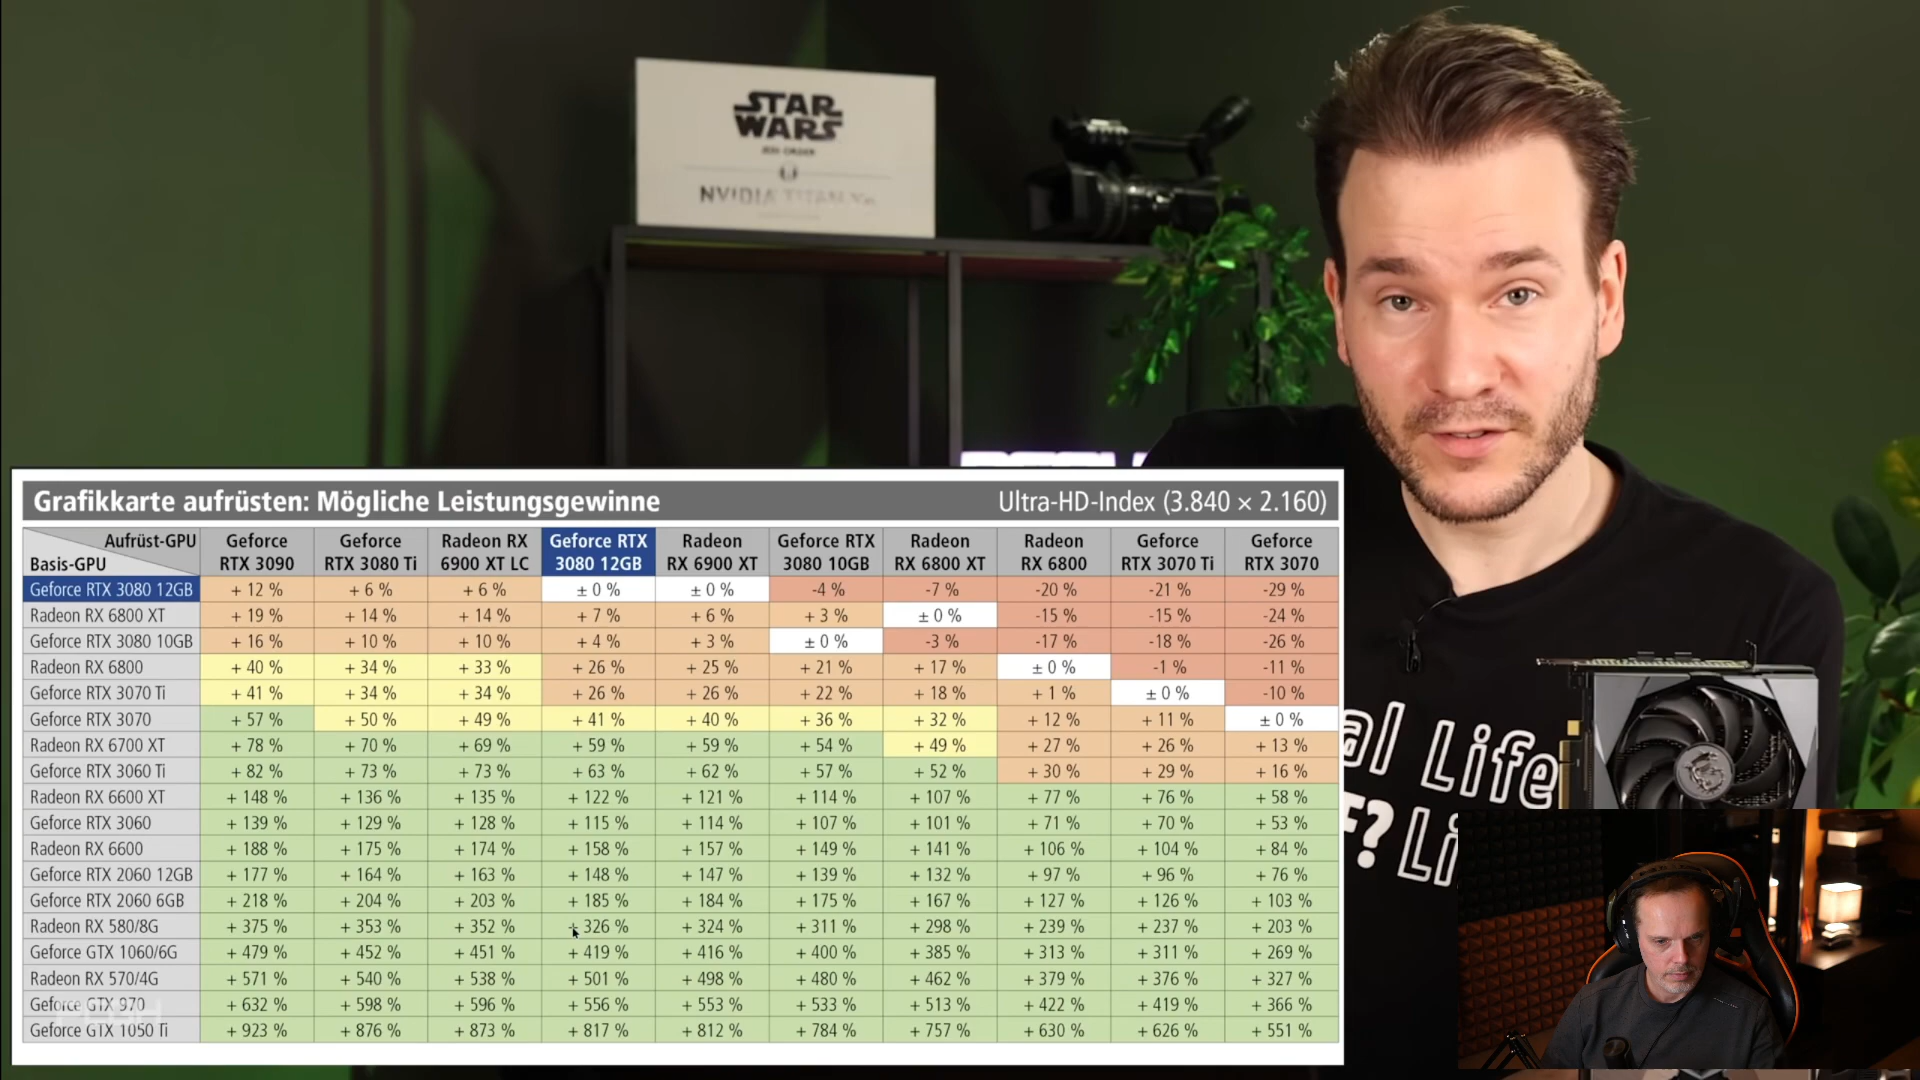 STAR
WARS
JEDI ORDER
NVIDIA TITAN Xp
Grafikkarte aufrüsten: Mögliche Leistungsgewinne Ultra-HD-Index (3.840 × 2.160)
Aufrüst-GPU Geforce Geforce Radeon RX Geforce RTX Radeon Geforce RTX Radeon Radeon Geforce Geforce
Basis-GPU RTX 3090 RTX 3080 Ti 6900 XT LC 3080 12GB RX 6900 XT 3080 10GB RX 6800 XT RX 6800 RTX 3070 Ti RTX 3070
Geforce RTX 3080 12GB + 12 % + 6 % + 6 % ± 0 % ± 0 % -4 % -7 % -20 % -21 % -29 %
Radeon RX 6800 XT + 19 % + 14 % + 14 % + 7 % + 6 % + 3 % ± 0 % -15 % -15 % -24 %
Geforce RTX 3080 10GB + 16 % + 10 % + 10 % + 4 % + 3 % ± 0 % -3 % -17 % -18 % -26 %
Radeon RX 6800 + 40 % + 34 % + 33 % + 26 % + 25 % + 21 % + 17 % ± 0 % -1 % -11 %
Geforce RTX 3070 Ti + 41 % + 34 % + 34 % + 26 % + 26 % + 22 % + 18 % + 1 % ± 0 % -10 %
Geforce RTX 3070 + 57 % + 50 % + 49 % + 41 % + 40 % + 36 % + 32 % + 12 % + 11 % ± 0 %
Radeon RX 6700 XT + 78 % + 70 % + 69 % + 59 % + 59 % + 54 % + 49 % + 27 % + 26 % + 13 %
Geforce RTX 3060 Ti + 82 % + 73 % + 73 % + 63 % + 62 % + 57 % + 52 % + 30 % + 29 % + 16 %
Radeon RX 6600 XT + 148 % + 136 % + 135 % + 122 % + 121 % + 114 % + 107 % + 77 % + 76 % + 58 %
Geforce RTX 3060 + 139 % + 129 % + 128 % + 115 % + 114 % + 107 % + 101 % + 71 % + 70 % + 53 %
Radeon RX 6600 + 188 % + 175 % + 174 % + 158 % + 157 % + 149 % + 141 % + 106 % + 104 % + 84 %
Geforce RTX 2060 12GB + 177 % + 164 % + 163 % + 148 % + 147 % + 139 % + 132 % + 97 % + 96 % + 76 %
Geforce RTX 2060 6GB + 218 % + 204 % + 203 % + 185 % + 184 % + 175 % + 167 % + 127 % + 126 % + 103 %
Radeon RX 580/8G + 375 % + 353 % + 352 % + 326 % + 324 % + 311 % + 298 % + 239 % + 237 % + 203 %
Geforce GTX 1060/6G + 479 % + 452 % + 451 % + 419 % + 416 % + 400 % + 385 % + 313 % + 311 % + 269 %
Radeon RX 570/4G + 571 % + 540 % + 538 % + 501 % + 498 % + 480 % + 462 % + 379 % + 376 % + 327 %
Geforce GTX 970 + 632 % + 598 % + 596 % + 556 % + 553 % + 533 % + 513 % + 422 % + 419 % + 366 %
Geforce GTX 1050 Ti + 923 % + 876 % + 873 % + 817 % + 812 % + 784 % + 757 % + 630 % + 626 % + 551 %
al Life
F? Li